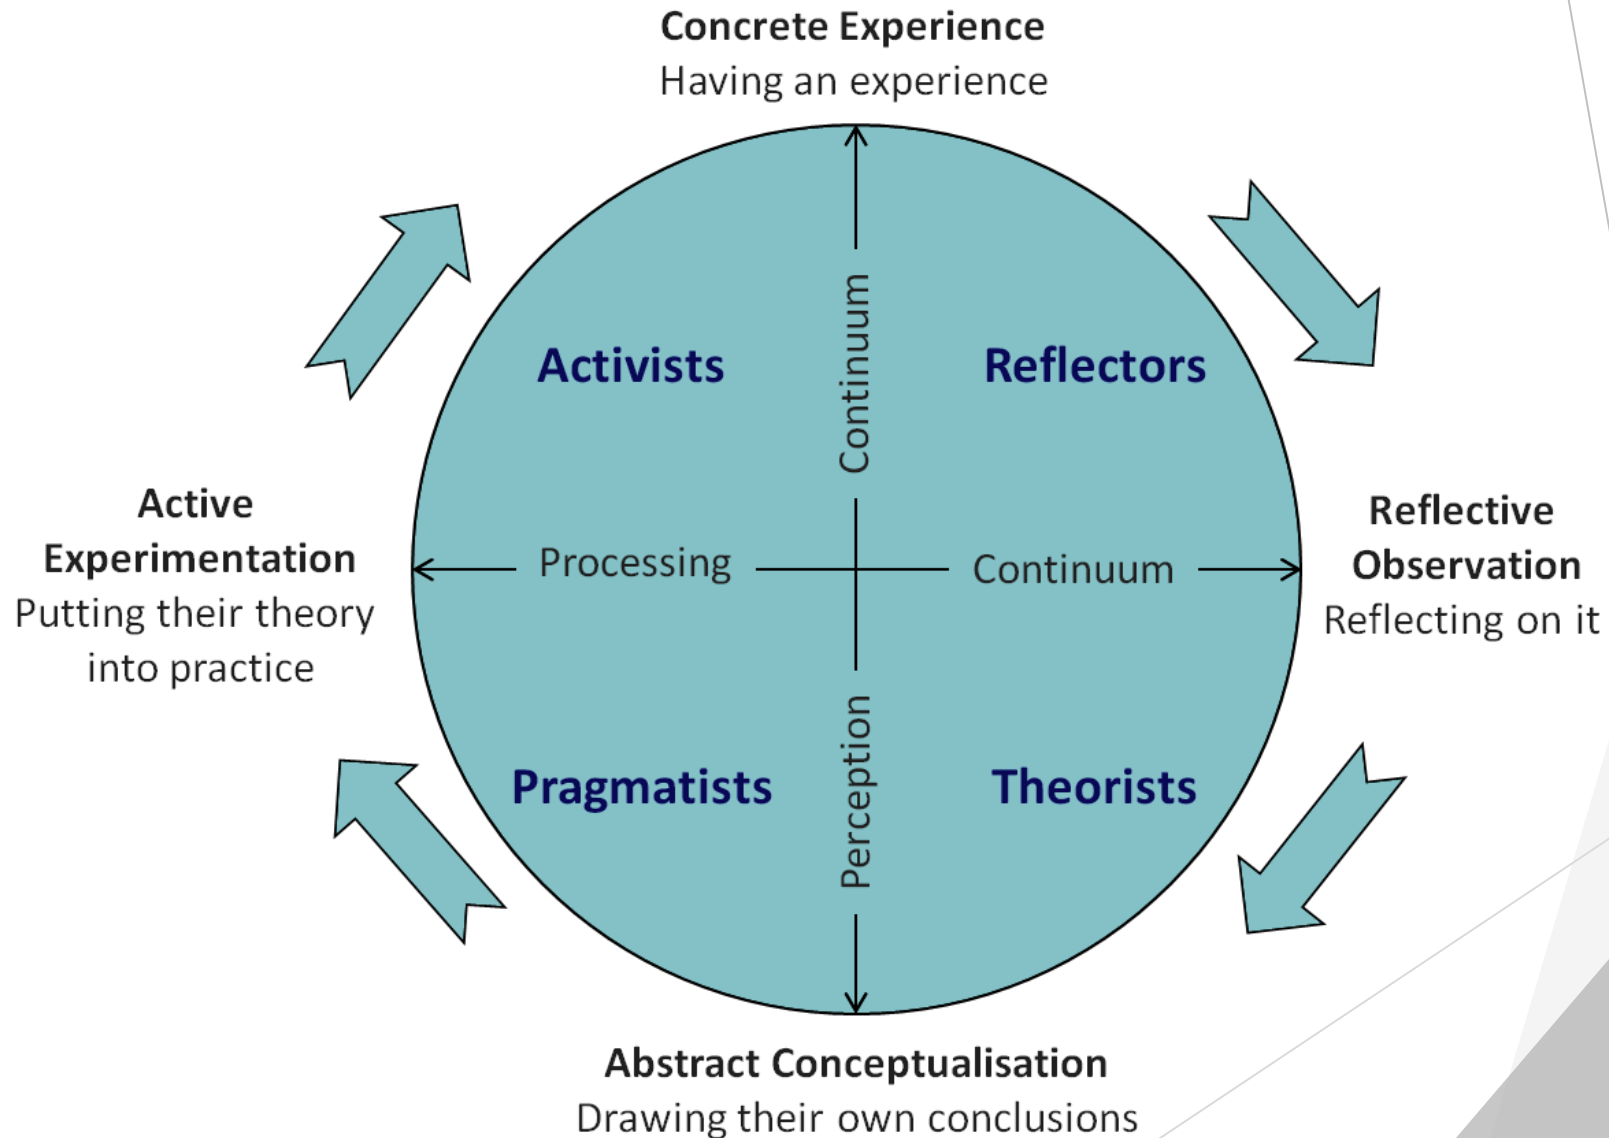 Concrete Experience
Having an experience
Continuum
Activists
Reflectors
Active
Experimentation
Putting their theory
into practice
Processing
Continuum
Reflective
Observation
Reflecting on it
Perception
Pragmatists
Theorists
Abstract Conceptualisation
Drawing their own conclusions